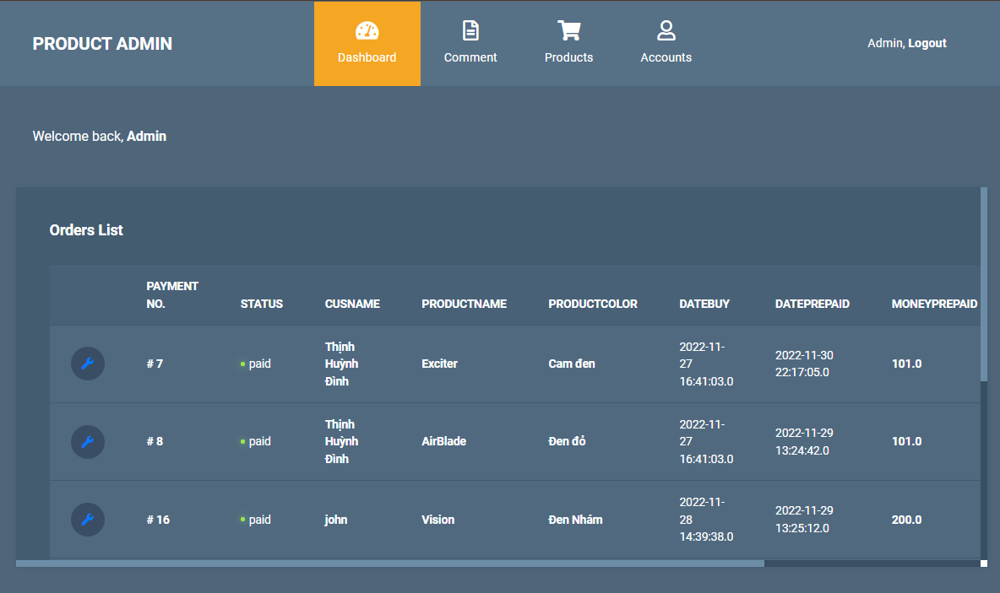 PRODUCT ADMIN
Dashboard
Comment
Products
Accounts
Admin, Logout
Welcome back, Admin
Orders List
PAYMENT
NO.
STATUS
CUSNAME
PRODUCTNAME
PRODUCTCOLOR
DATEBUY
DATEPREPAID
MONEYPREPAID
# 7
paid
Thịnh
Huỳnh
Đình
Exciter
Cam đen
2022-11-
27
16:41:03.0
2022-11-30
22:17:05.0
101.0
# 8
paid
Thịnh
Huỳnh
Đình
AirBlade
Đen đỏ
2022-11-
27
16:41:03.0
2022-11-29
13:24:42.0
101.0
# 16
paid
john
Vision
Đen Nhám
2022-11-
28
14:39:38.0
2022-11-29
13:25:12.0
200.0